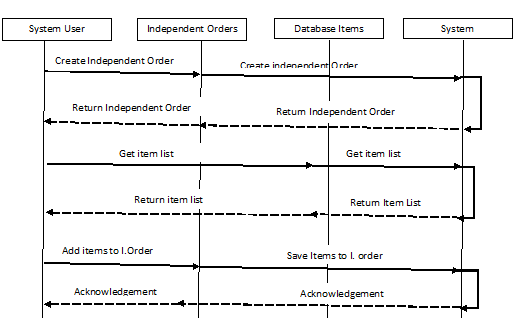 System User Independent Orders Database Items System
Create Independent Order Create independent Order
Return Independent Order Return Independent Order
Get item list Get item list
Return item list Return Item List
Add items to I.Order Save Items to I. order
Acknowledgement Acknowledgement